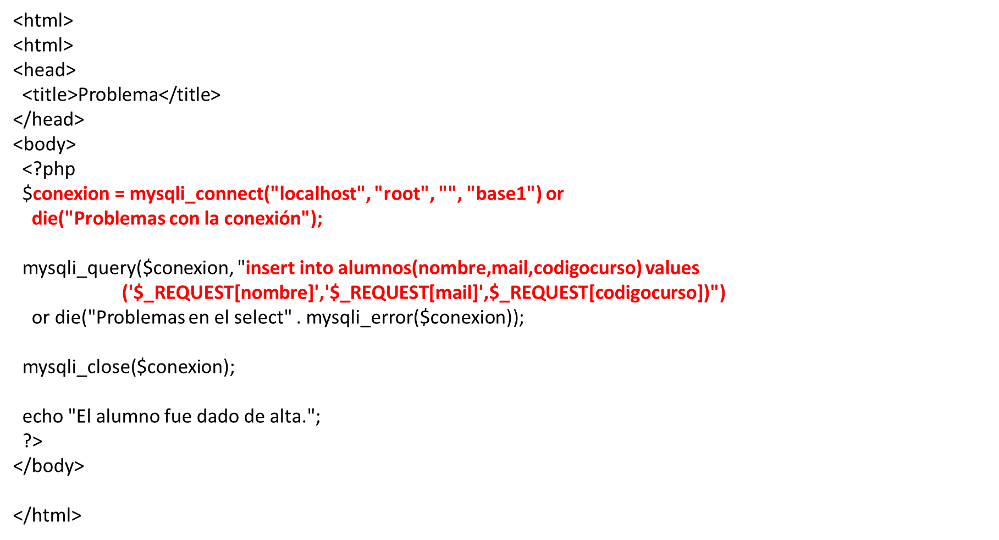 <html>
<html>
<head>
<title>Problema</title>
</head>
<body>
<?php
$conexion = mysqli_connect("localhost", "root", "", "base1") or
die("Problemas con la conexión");
mysqli_query($conexion, "insert into alumnos(nombre,mail,codigocurso) values
('$_REQUEST[nombre]','$_REQUEST[mail]',$_REQUEST[codigocurso])")
or die("Problemas en el select" . mysqli_error($conexion));
mysqli_close($conexion);
echo "El alumno fue dado de alta.";
?>
</body>
</html>